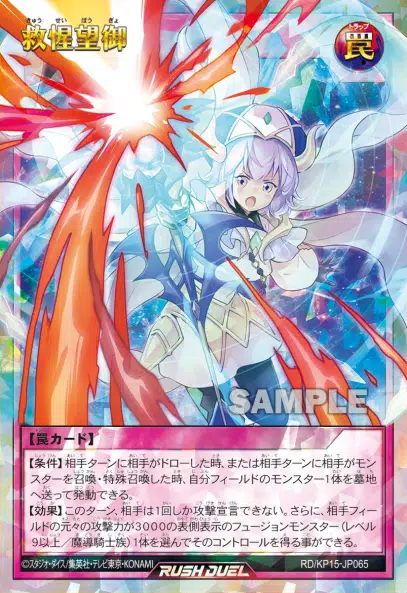 きゅう せい ぼう ぎょ
救惺望御
トラップ
罠
SAMPLE
【罠カード】
【条件】相手ターンに相手がドローした時、または相手ターンに相手がモン
スターを召喚・特殊召喚した時、自分フィールドのモンスター1体を墓地
へ送って発動できる。
【効果】このターン、相手は1回しか攻撃宣言できない。さらに、相手フィー
ルドの元々の攻撃力が3000の表側表示のフュージョンモンスター(レベル
9以上/魔導騎士族)1体を選んでそのコントロールを得る事ができる。
©スタジオ・ダイス/集英社・テレビ東京・KONAMI
RUSH DUEL
RD/KP15-JP065